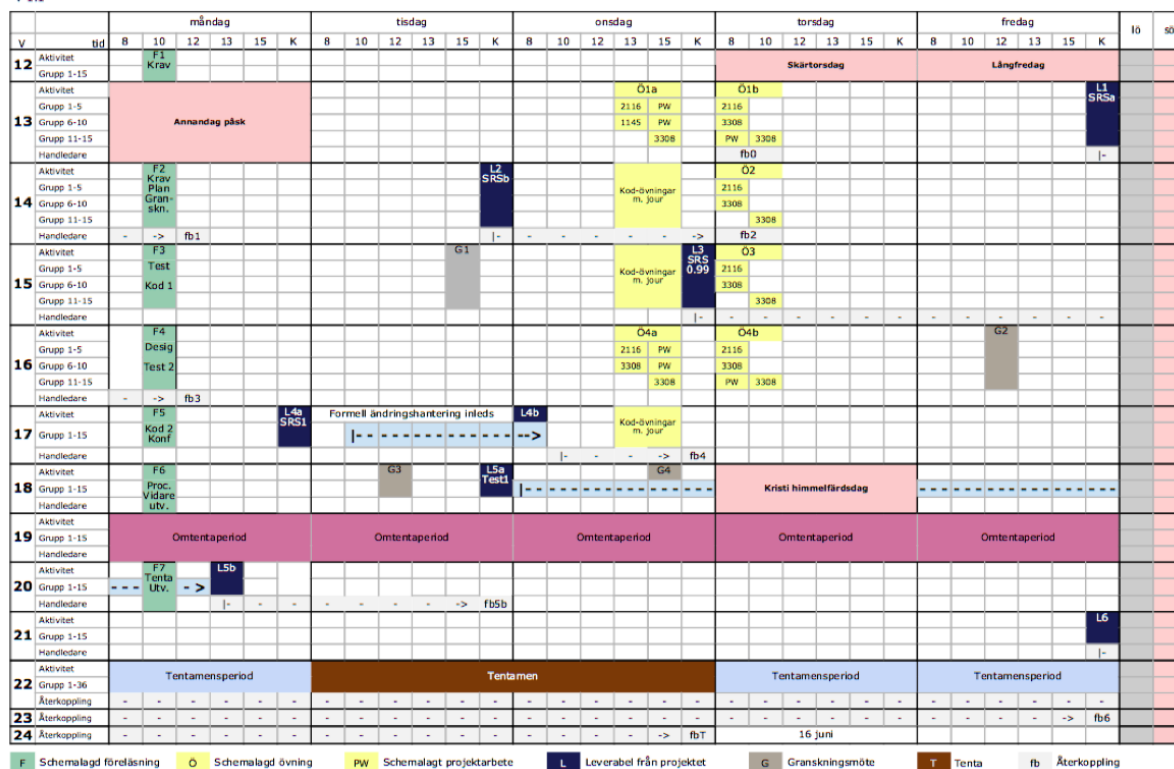 måndag tisdag onsdag torsdag fredag lö sö
V tid 8 10 12 13 15 K 8 10 12 13 15 K 8 10 12 13 15 K 8 10 12 13 15 K 8 10 12 13 15 K
12 Aktivitet F1 Krav Skärtorsdag Långfredag
Grupp 1-15
13 Aktivitet Annandag påsk Ö1a Ö1b L1 SRSa
Grupp 1-5 2116 PW 2116
Grupp 6-10 1145 PW 3308
Grupp 11-15 3308 PW 3308
Handledare fb0 |-
14 Aktivitet F2 L2 SRSb Ö2
Krav
Plan
Gran-
skn.
Grupp 1-5 Kod-övningar m. jour 2116
Grupp 6-10 3308
Grupp 11-15 3308
Handledare - -> fb1 |- - - - - - -> fb2
15 Aktivitet F3 G1 L3 SRS 0.99 Ö3
Grupp 1-5 Test Kod-övningar m. jour 2116
Grupp 6-10 Kod 1 3308
Grupp 11-15 3308
Handledare |- - - - - - - - - - - - -
16 Aktivitet F4 Ö4a Ö4b G2
Grupp 1-5 Desig 2116 PW 2116
Grupp 6-10 Test 2 3308 PW 3308
Grupp 11-15 3308 PW 3308
Handledare - -> fb3
17 Aktivitet F5 L4a SRS1 Formell ändringshantering inleds L4b
Grupp 1-15 Kod 2 Konf |- - - - - - - - - - - - - - --> Kod-övningar m. jour
Handledare |- - - -> fb4
18 Aktivitet F6 G3 L5a Test1 G4
Grupp 1-15 Proc. Vidare utv. |- - - - - - - - - - - - - - - - - Kristi himmelfärdsdag - - - - - - - - - - - - - - - - -
Handledare
19 Aktivitet
Grupp 1-15 Omtentaperiod Omtentaperiod Omtentaperiod Omtentaperiod Omtentaperiod
Handledare
20 Aktivitet F7 L5b
Grupp 1-15 - - - Tenta Utv. - >
Handledare |- - - - - - - -> fb5b
21 Aktivitet L6
Grupp 1-15
Handledare |-
22 Aktivitet Tentamensperiod Tentamen Tentamensperiod Tentamensperiod
Grupp 1-36
Återkoppling - - - - - - - - - - - - - - - - - - - - - - - - - - - - - -
23 Återkoppling - - - - - - - - - - - - - - - - - - - - - - - - - - - - -> fb6
24 Återkoppling - - - - - - - - - - - - - - - - -> fbT 16 juni
F Schemalagd föreläsning Ö Schemalagd övning PW Schemalagt projektarbete L Leverabel från projektet G Granskningsmöte T Tenta fb Återkoppling